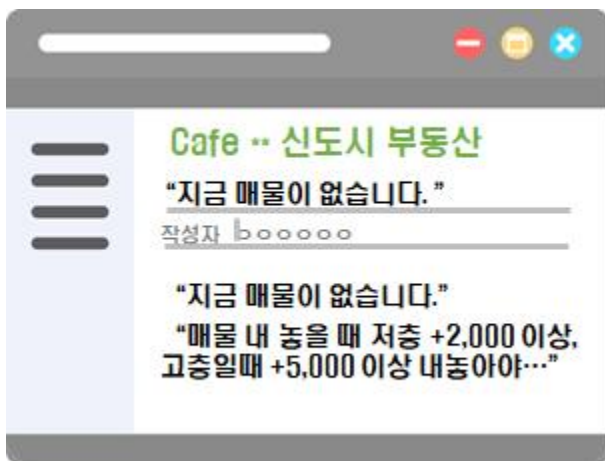 Cafe ·· 신도시 부동산
“지금 매물이 없습니다. ”
작성자 boooooo
“지금 매물이 없습니다.”
“매물 내 놓을 때 저층 +2,000 이상,
고층일때 +5,000 이상 내놓아야…”